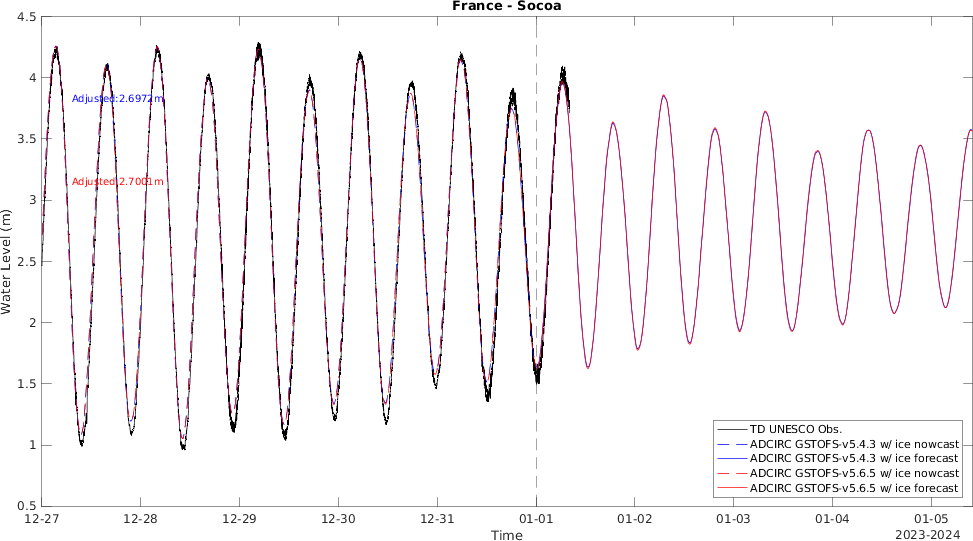 France - Socoa
4.5
4
3.5
3
2.5
2
1.5
1
0.5
Water Level (m)
Adjusted:2.6972m
Adjusted:2.7001m
TD UNESCO Obs.
ADCIRC GSTOFS-v5.4.3 w/ ice nowcast
ADCIRC GSTOFS-v5.4.3 w/ ice forecast
ADCIRC GSTOFS-v5.6.5 w/ ice nowcast
ADCIRC GSTOFS-v5.6.5 w/ ice forecast
12-27 12-28 12-29 12-30 12-31 01-01 01-02 01-03 01-04 01-05
Time
2023-2024